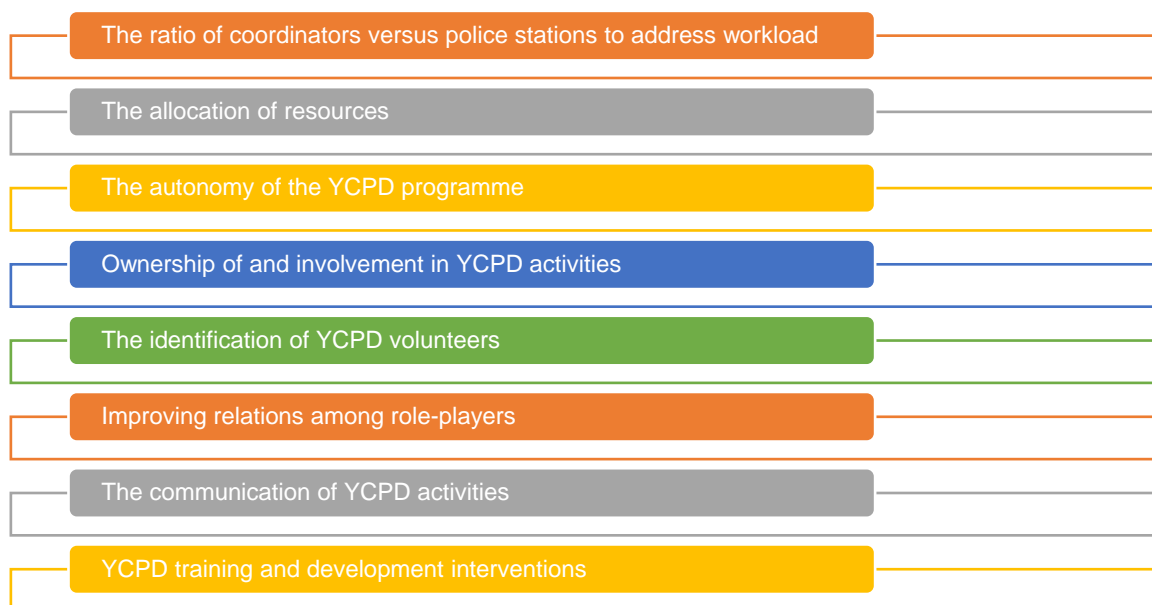 The ratio of coordinators versus police stations to address workload
The allocation of resources
The autonomy of the YCPD programme
Ownership of and involvement in YCPD activities
The identification of YCPD volunteers
Improving relations among role-players
The communication of YCPD activities
YCPD training and development interventions